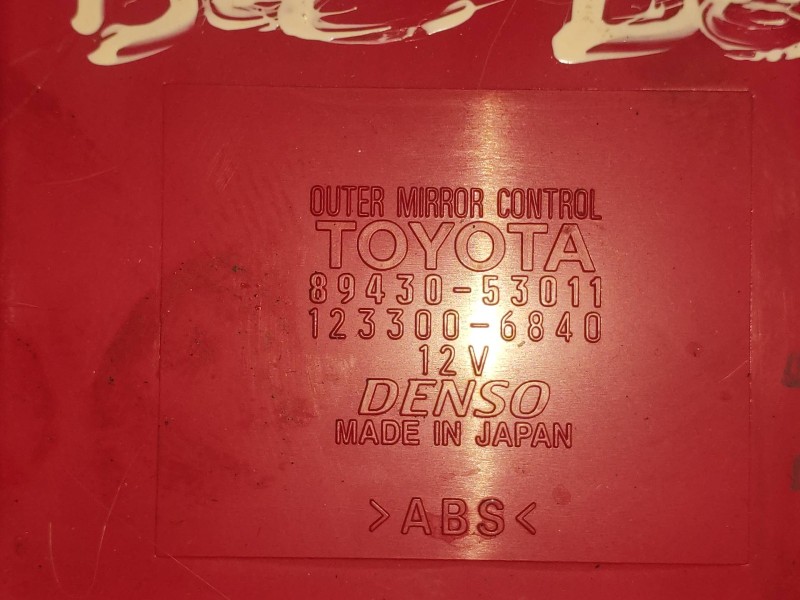 OUTER MIRROR CONTROL
TOYOTA
89430-53011
123300-6840
12V
DENSO
MADE IN JAPAN
>ABS<